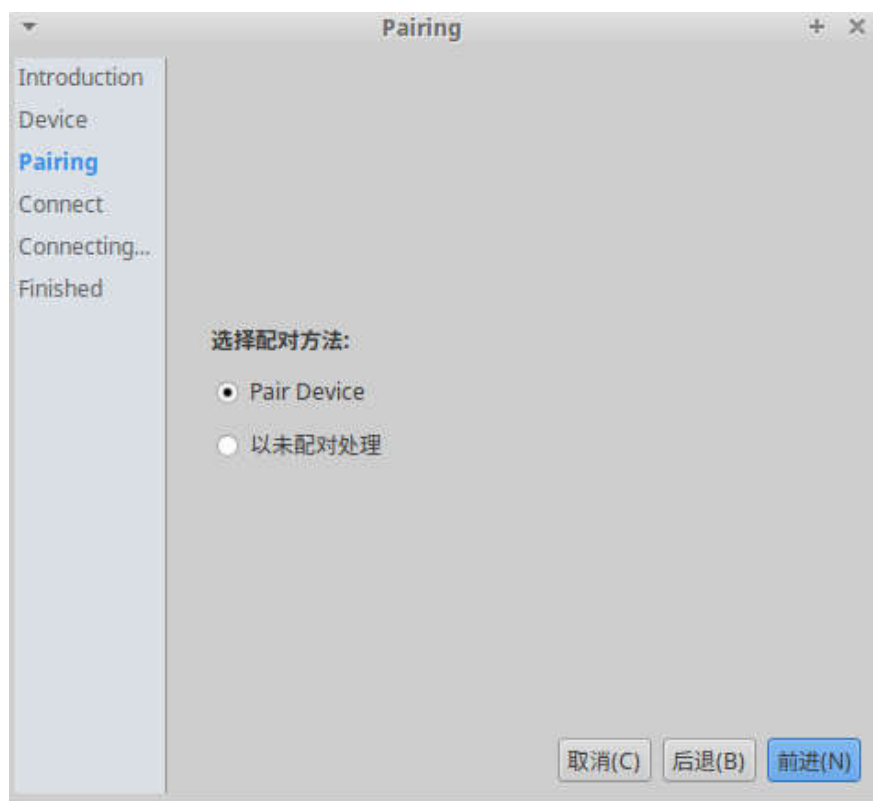 Pairing
Introduction
Device
Pairing
Connect
Connecting...
Finished
选择配对方法:
Pair Device
以未配对处理
取消(C) 后退(B) 前进(N)